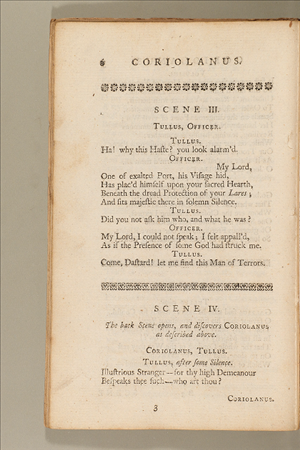 6 CORIOLANUS.
SCENE III.
TULLUS, OFFICER.
TULLUS.
Ha! why this Haste? you look alarm'd.
OFFICER.
My Lord,
One of exalted Port, his Visage hid,
Has plac'd himself upon your sacred Hearth,
Beneath the dread Protection of your Lares;
And sits majestic there in solemn Silence.
TULLUS.
Did you not ask him who, and what he was?
OFFICER.
My Lord, I could not speak; I felt appall'd,
As if the Presence of some God had struck me.
TULLUS.
Come, Dastard! let me find this Man of Terrors.
SCENE IV.
The back Scene opens, and discovers CORIOLANUS
as described above.
CORIOLANUS, TULLUS.
TULLUS, after some Silence.
Illustrious Stranger—for thy high Demeanour
Bespeaks thee such—who art thou?
CORIOLANUS.
3